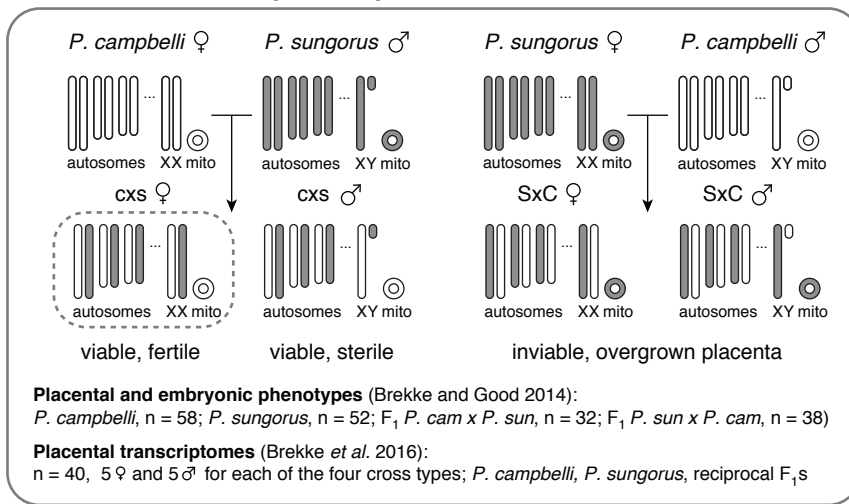 P. campbelli ♀ P. sungorus ♂ P. sungorus ♀ P. campbelli ♂
... ... ... ...
autosomes XX mito autosomes XY mito autosomes XX mito autosomes XY mito
cxs ♀ cxs ♂ SxC ♀ SxC ♂
... ... ... ...
autosomes XX mito autosomes XY mito autosomes XX mito autosomes XY mito
viable, fertile viable, sterile inviable, overgrown placenta
Placental and embryonic phenotypes (Brekke and Good 2014):
P. campbelli, n = 58; P. sungorus, n = 52; F₁ P. cam x P. sun, n = 32; F₁ P. sun x P. cam, n = 38)
Placental transcriptomes (Brekke et al. 2016):
n = 40, 5♀ and 5♂ for each of the four cross types; P. campbelli, P. sungorus, reciprocal F₁s